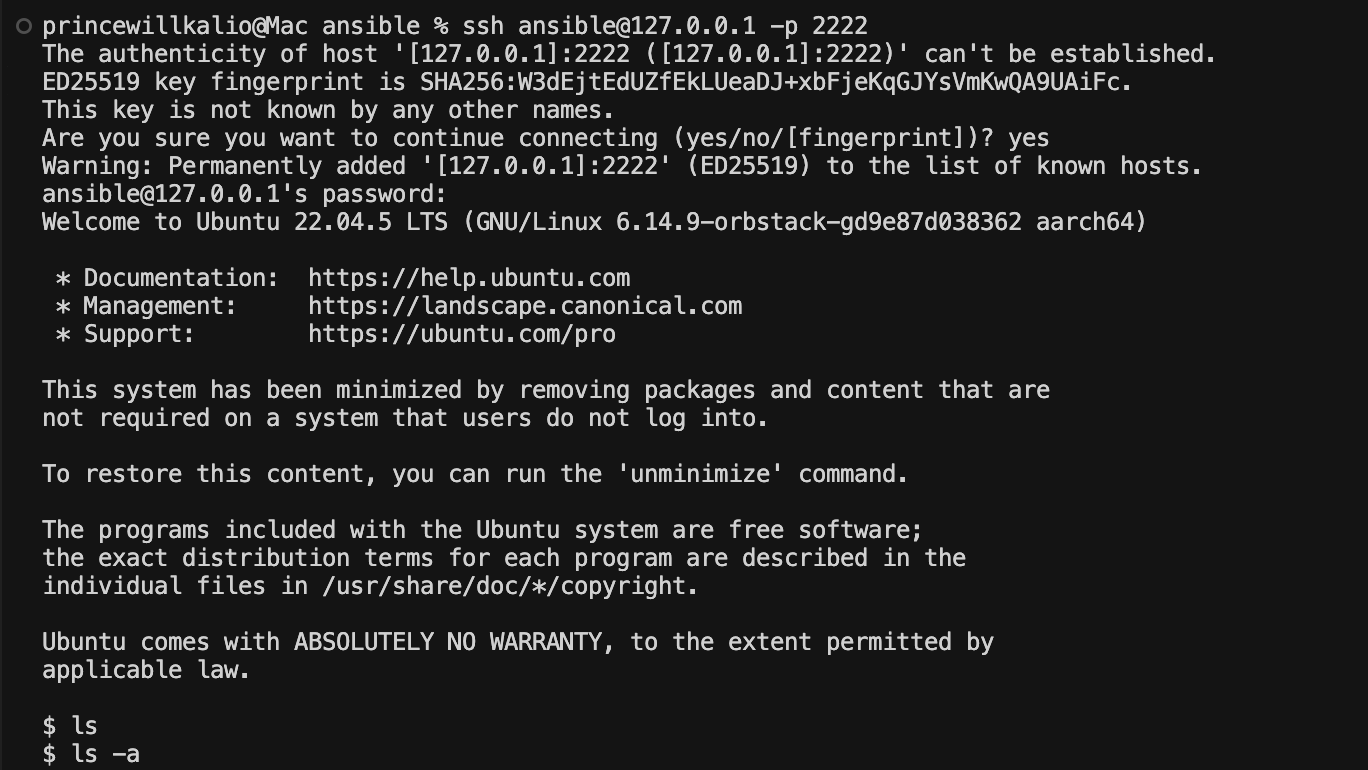 princewillkalio@Mac ansible % ssh ansible@127.0.0.1 -p 2222
The authenticity of host '[127.0.0.1]:2222 ([127.0.0.1]:2222)' can't be established.
ED25519 key fingerprint is SHA256:W3dEjtEdUZfEkLUeaDJ+xbFjeKqGJYsVmKwQA9UAiFc.
This key is not known by any other names.
Are you sure you want to continue connecting (yes/no/[fingerprint])? yes
Warning: Permanently added '[127.0.0.1]:2222' (ED25519) to the list of known hosts.
ansible@127.0.0.1's password:
Welcome to Ubuntu 22.04.5 LTS (GNU/Linux 6.14.9-orbstack-gd9e87d038362 aarch64)
* Documentation:  https://help.ubuntu.com
* Management:     https://landscape.canonical.com
* Support:        https://ubuntu.com/pro
This system has been minimized by removing packages and content that are
not required on a system that users do not log into.
To restore this content, you can run the 'unminimize' command.
The programs included with the Ubuntu system are free software;
the exact distribution terms for each program are described in the
individual files in /usr/share/doc/*/copyright.
Ubuntu comes with ABSOLUTELY NO WARRANTY, to the extent permitted by
applicable law.
$ ls
$ ls -a